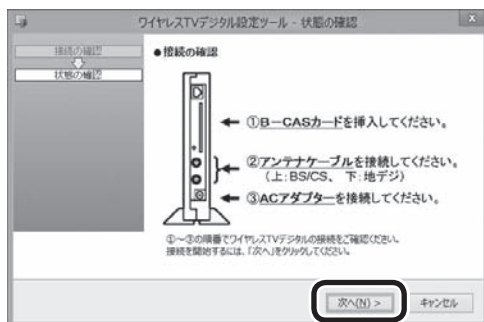 ワイヤレスTVデジタル設定ツール - 状態の確認
接続の確認
状態の確認
●接続の確認
①B-CASカードを挿入してください。
②アンテナケーブルを接続してください。
(上:BS/CS、 下:地デジ)
③ACアダプターを接続してください。
①～③の順番でワイヤレスTVデジタルの接続をご確認ください。
接続を開始するには、「次へ」をクリックしてください。
次へ(N) >
キャンセル